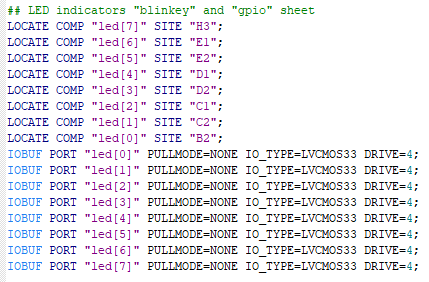 ## LED indicators "blinkey" and "gpio" sheet
LOCATE COMP "led[7]" SITE "H3";
LOCATE COMP "led[6]" SITE "E1";
LOCATE COMP "led[5]" SITE "E2";
LOCATE COMP "led[4]" SITE "D1";
LOCATE COMP "led[3]" SITE "D2";
LOCATE COMP "led[2]" SITE "C1";
LOCATE COMP "led[1]" SITE "C2";
LOCATE COMP "led[0]" SITE "B2";
IOBUF PORT "led[0]" PULLMODE=NONE IO_TYPE=LVCMOS33 DRIVE=4;
IOBUF PORT "led[1]" PULLMODE=NONE IO_TYPE=LVCMOS33 DRIVE=4;
IOBUF PORT "led[2]" PULLMODE=NONE IO_TYPE=LVCMOS33 DRIVE=4;
IOBUF PORT "led[3]" PULLMODE=NONE IO_TYPE=LVCMOS33 DRIVE=4;
IOBUF PORT "led[4]" PULLMODE=NONE IO_TYPE=LVCMOS33 DRIVE=4;
IOBUF PORT "led[5]" PULLMODE=NONE IO_TYPE=LVCMOS33 DRIVE=4;
IOBUF PORT "led[6]" PULLMODE=NONE IO_TYPE=LVCMOS33 DRIVE=4;
IOBUF PORT "led[7]" PULLMODE=NONE IO_TYPE=LVCMOS33 DRIVE=4;